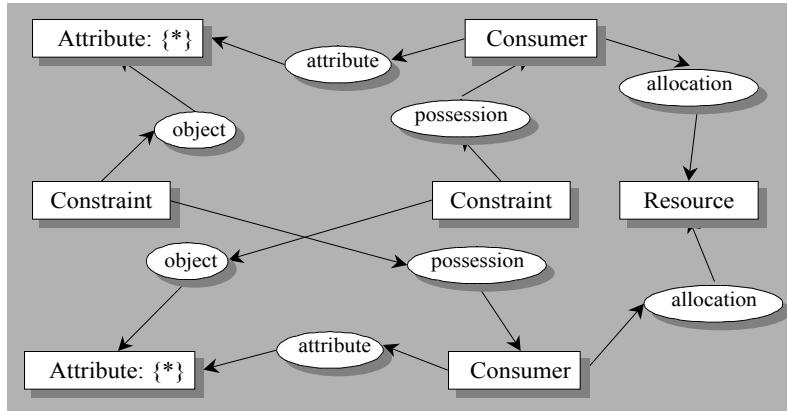 Attribute: {*}
attribute
Consumer
allocation
object
possession
Constraint
Constraint
Resource
object
possession
allocation
Attribute: {*}
attribute
Consumer